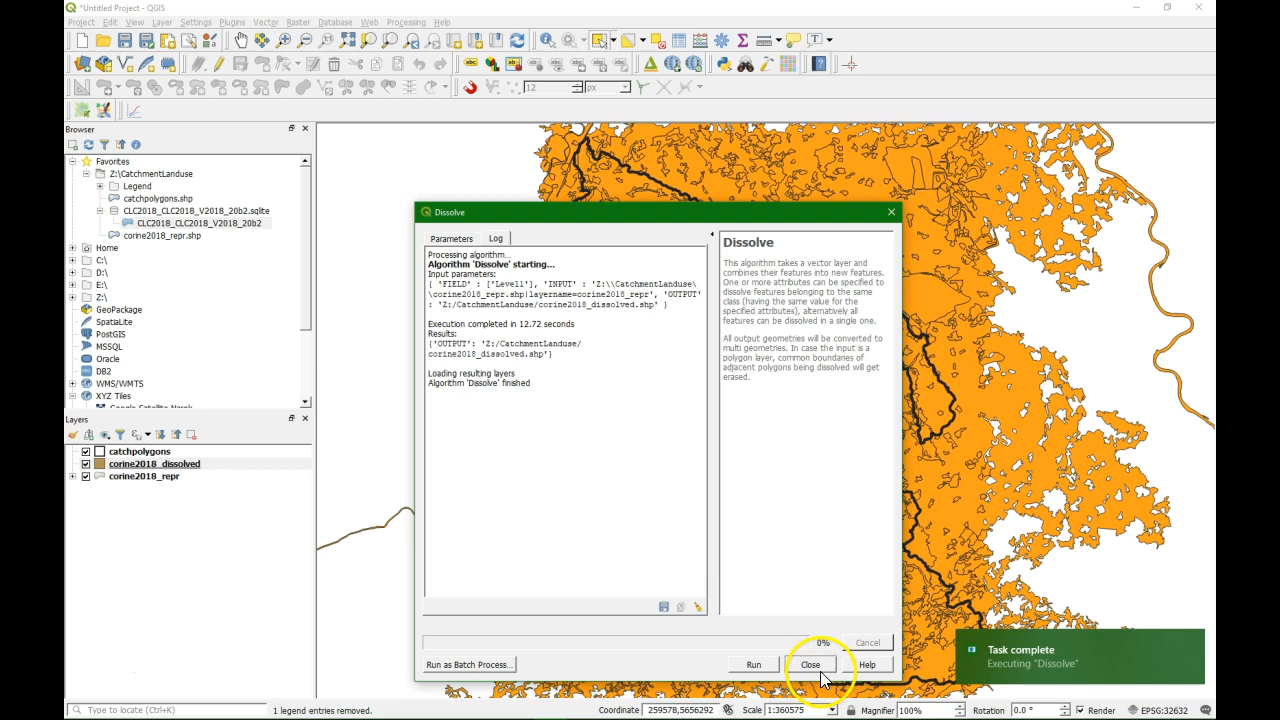 *Untitled Project - QGIS
Project Edit View Layer Settings Plugins Vector Raster Database Web Processing Help
12 px
Browser
Favorites
Z:\CatchmentLanduse
Legend
catchpolygons.shp
CLC2018_CLC2018_V2018_20b2.sqlite
CLC2018_CLC2018_V2018_20b2
corine2018_repr.shp
Home
C:\
D:\
E:\
Z:\
GeoPackage
SpatiaLite
PostGIS
MSSQL
Oracle
DB2
WMS/WMTS
XYZ Tiles
Layers
catchpolygons
corine2018_dissolved
corine2018_repr
Dissolve
Parameters Log
Processing algorithm...
Algorithm 'Dissolve' starting...
Input parameters:
{ 'FIELD' : ['Level1'], 'INPUT' : 'Z:\\CatchmentLanduse\
\corine2018_repr.shp|layername=corine2018_repr', 'OUTPUT'
: 'Z:/CatchmentLanduse/corine2018_dissolved.shp' }
Execution completed in 12.72 seconds
Results:
{'OUTPUT': 'Z:/CatchmentLanduse/
corine2018_dissolved.shp'}
Loading resulting layers
Algorithm 'Dissolve' finished
Dissolve
This algorithm takes a vector layer and
combines their features into new features.
One or more attributes can be specified to
dissolve features belonging to the same
class (having the same value for the
specified attributes), alternatively all
features can be dissolved in a single one.
All output geometries will be converted to
multi geometries. In case the input is a
polygon layer, common boundaries of
adjacent polygons being dissolved will get
erased.
0% Cancel
Run as Batch Process... Run Close Help
Task complete
Executing "Dissolve"
Type to locate (Ctrl+K) 1 legend entries removed. Coordinate 259578,5656292 Scale 1:360575 Magnifier 100% Rotation 0.0 ° Render EPSG:32632